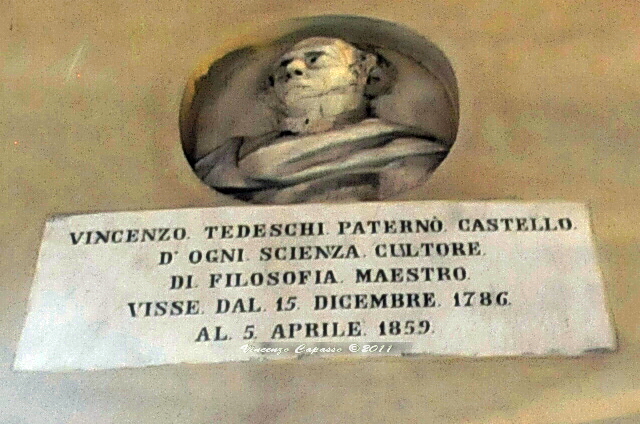 VINCENZO. TEDESCHI. PATERNÒ. CASTELLO.
D' OGNI. SCIENZA. CULTORE.
DI. FILOSOFIA. MAESTRO.
VISSE. DAL. 15. DICEMBRE. 1786.
AL. 5. APRILE. 1859.
Vincenzo Capasso © 2011